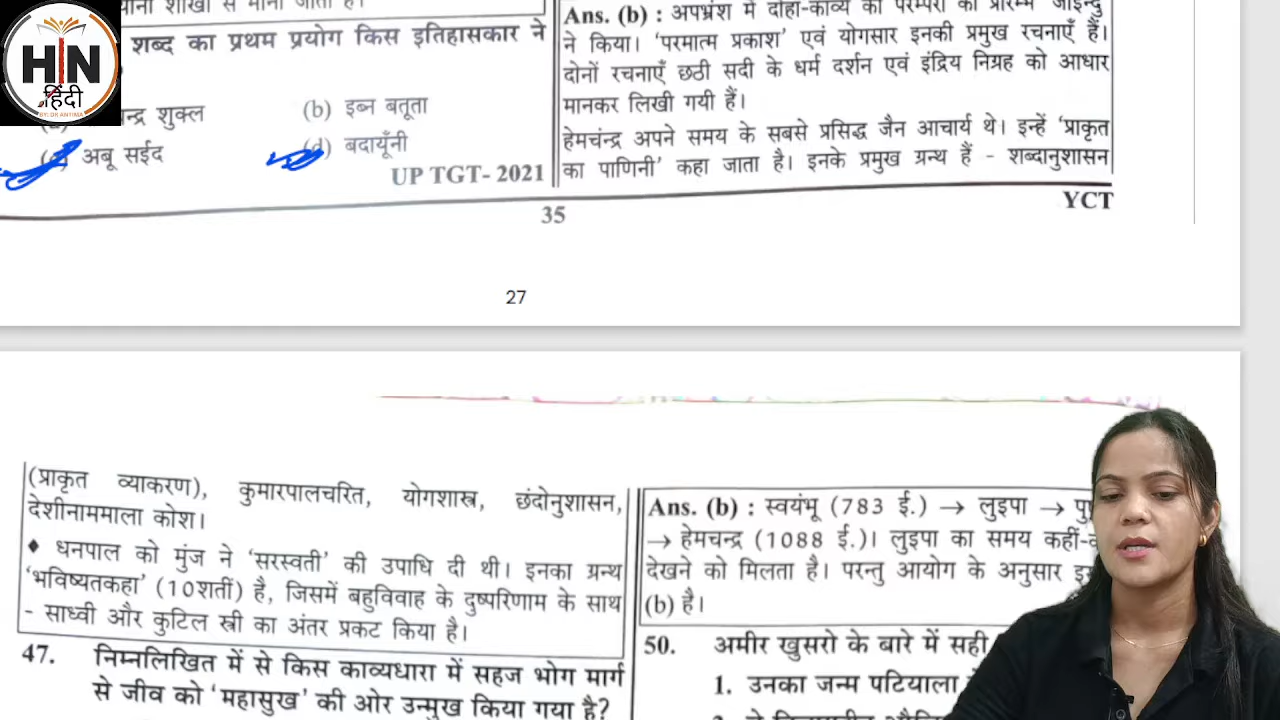 HIN
हिंदी
BY: DR ANTIMA
शाखा से माना जाता है।
शब्द का प्रथम प्रयोग किस इतिहासकार ने
शुक्ल
(b) इब्न बतूता
अबू सईद
(d) बदायूँनी
UP TGT- 2021
Ans. (b) : अपभ्रंश में दोहा-काव्य की परम्परा का प्रारम्भ जोइन्दु
ने किया। 'परमात्म प्रकाश' एवं योगसार इनकी प्रमुख रचनाएँ हैं।
दोनों रचनाएँ छठी सदी के धर्म दर्शन एवं इंद्रिय निग्रह को आधार
मानकर लिखी गयी हैं।
हेमचंद्र अपने समय के सबसे प्रसिद्ध जैन आचार्य थे। इन्हें 'प्राकृत
का पाणिनी' कहा जाता है। इनके प्रमुख ग्रन्थ हैं - शब्दानुशासन
35
YCT
27
(प्राकृत व्याकरण), कुमारपालचरित, योगशास्त्र, छंदोनुशासन,
देशीनाममाला कोश।
♦ धनपाल को मुंज ने 'सरस्वती' की उपाधि दी थी। इनका ग्रन्थ
'भविष्यतकहा' (10शर्ती) है, जिसमें बहुविवाह के दुष्परिणाम के साथ
- साध्वी और कुटिल स्त्री का अंतर प्रकट किया है।
47. निम्नलिखित में से किस काव्यधारा में सहज भोग मार्ग
से जीव को 'महासुख' की ओर उन्मुख किया गया है?
Ans. (b) : स्वयंभू (783 ई.) → लुइपा →
→ हेमचन्द्र (1088 ई.)। लुइपा का समय
देखने को मिलता है। परन्तु आयोग के अनुसार
(b) है।
50. अमीर खुसरो के बारे में सही
1. उनका जन्म पटियाला